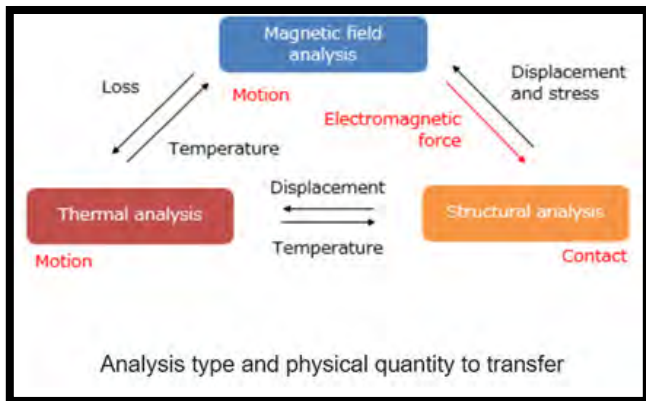 Magnetic field
analysis
Loss
Motion
Displacement
and stress
Electromagnetic
force
Temperature
Thermal analysis
Displacement
Temperature
Structural analysis
Motion
Contact
Analysis type and physical quantity to transfer